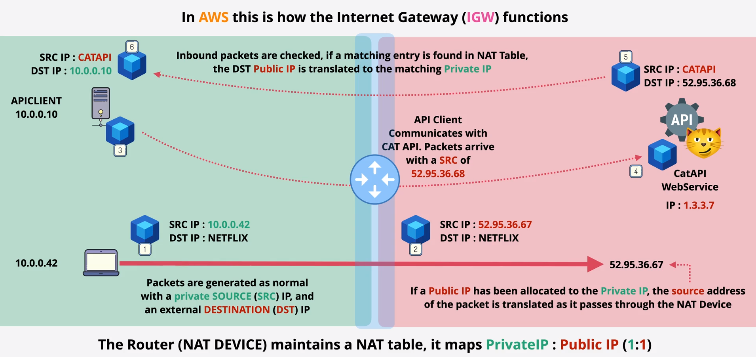 In AWS this is how the Internet Gateway (IGW) functions
6
SRC IP : CATAPI
DST IP : 10.0.0.10
Inbound packets are checked, if a matching entry is found in NAT Table,
the DST Public IP is translated to the matching Private IP
5
SRC IP : CATAPI
DST IP : 52.95.36.68
APICLIENT
10.0.0.10
3
API Client
Communicates with
CAT API. Packets arrive
with a SRC of
52.95.36.68
API
4
CatAPI
WebService
IP : 1.3.3.7
1
SRC IP : 10.0.0.42
DST IP : NETFLIX
2
SRC IP : 52.95.36.67
DST IP : NETFLIX
10.0.0.42
52.95.36.67
Packets are generated as normal
with a private SOURCE (SRC) IP, and
an external DESTINATION (DST) IP
If a Public IP has been allocated to the Private IP, the source address
of the packet is translated as it passes through the NAT Device
The Router (NAT DEVICE) maintains a NAT table, it maps PrivateIP : Public IP (1:1)